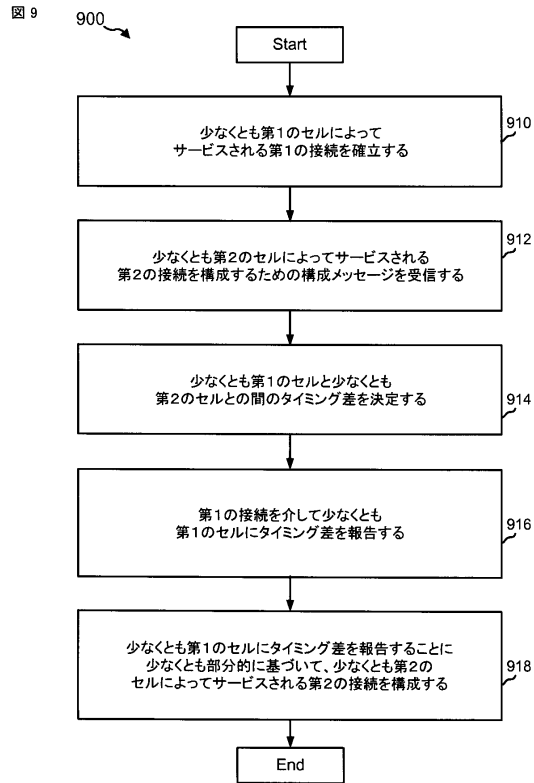 図 9
900
Start
少なくとも第1のセルによって
サービスされる第1の接続を確立する
910
少なくとも第2のセルによってサービスされる
第2の接続を構成するための構成メッセージを受信する
912
少なくとも第1のセルと少なくとも
第2のセルとの間のタイミング差を決定する
914
第1の接続を介して少なくとも
第1のセルにタイミング差を報告する
916
少なくとも第1のセルにタイミング差を報告することに
少なくとも部分的に基づいて、少なくとも第2の
セルによってサービスされる第2の接続を構成する
918
End